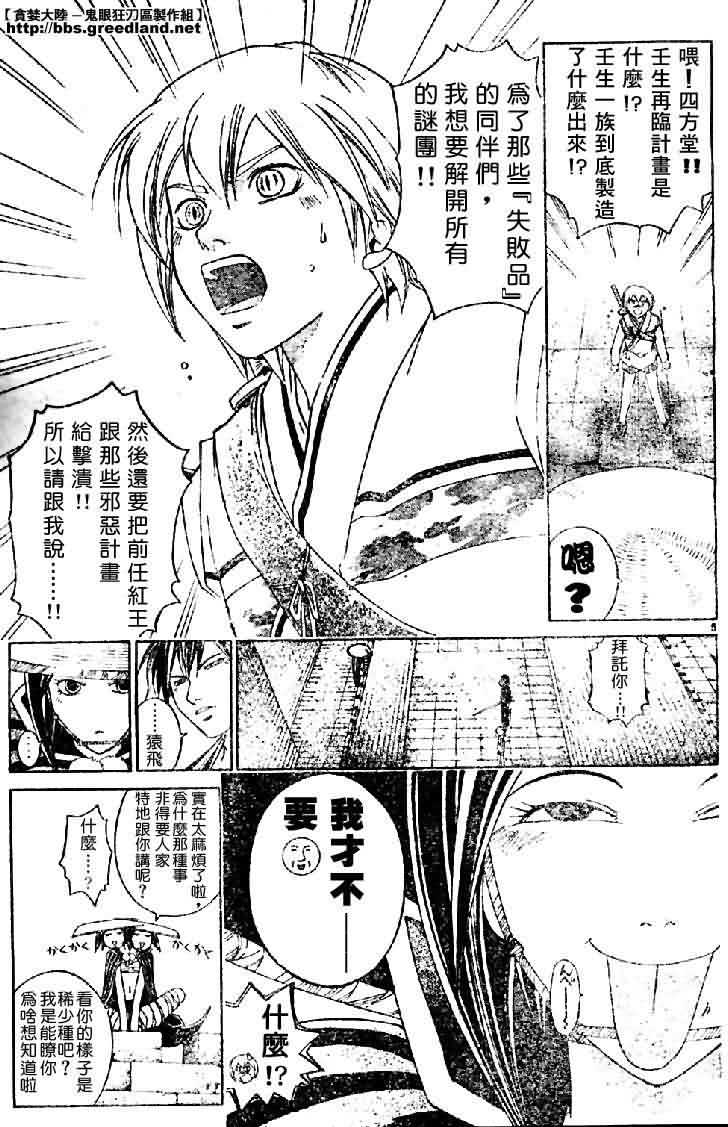 【貪婪大陸－鬼眼狂刀區製作組】
http://bbs.greedland.net
喂！四方堂!!
壬生再臨計畫是
什麼!?
壬生一族到底製造
了什麼出來!?
嗯？
為了那些『失敗品』
的同伴們，
我想要解開所有
的謎團!!
然後還要把前任紅王
跟那些邪惡計畫
給擊潰!!
所以請跟我說……!!
拜託你…!!
……猿飛
……
我才不——
要
什麼!?
實在太麻煩了啦，
為什麼那種事
非得要人家
特地跟你講呢？
什麼……？
かくかく
かくかく
看你的樣子是
稀少種吧？
我是能瞭你
為啥想知道啦